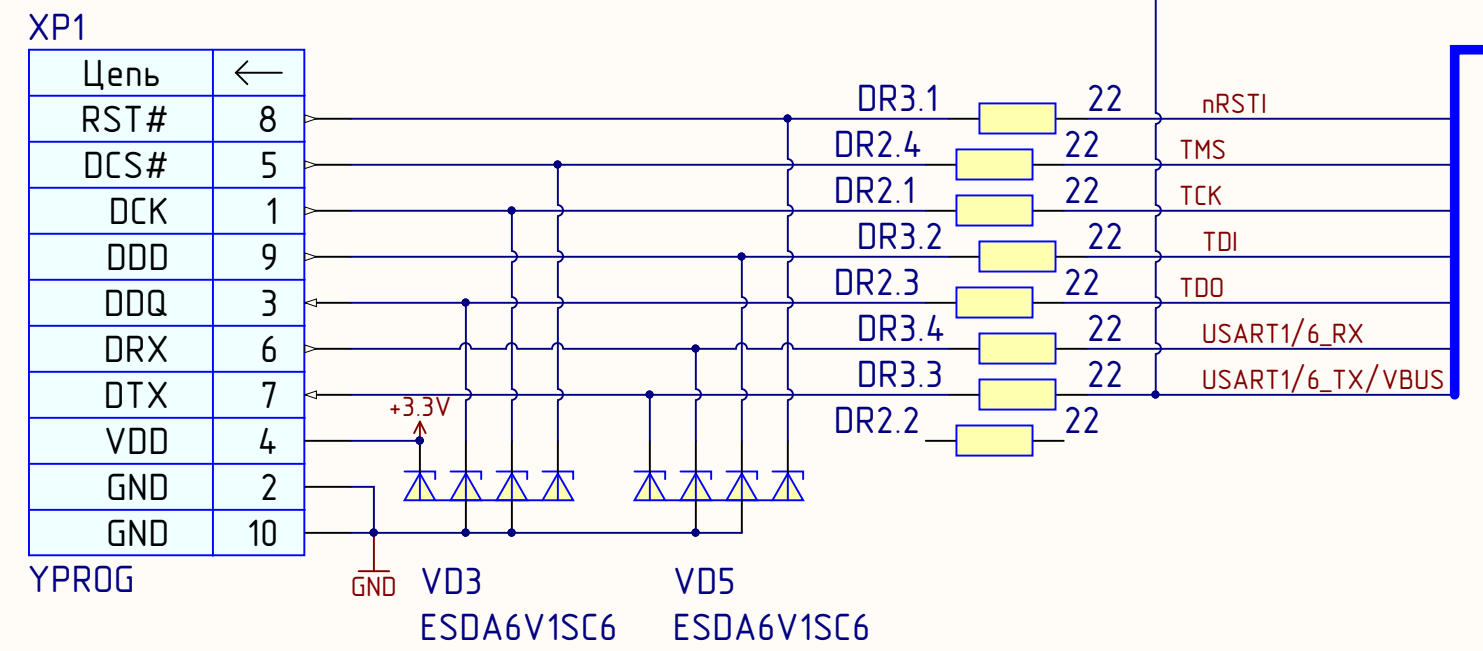 XP1
Цепь
RST# 8 DR3.1 22 nRSTI
DCS# 5 DR2.4 22 TMS
DCK 1 DR2.1 22 TCK
DDD 9 DR3.2 22 TDI
DDQ 3 DR2.3 22 TDO
DRX 6 DR3.4 22 USART1/6_RX
DTX 7 DR3.3 22 USART1/6_TX/VBUS
+3.3V
DR2.2 22
VDD 4
GND 2
GND 10
YPROG
GND
VD3 VD5
ESDA6V1SC6 ESDA6V1SC6